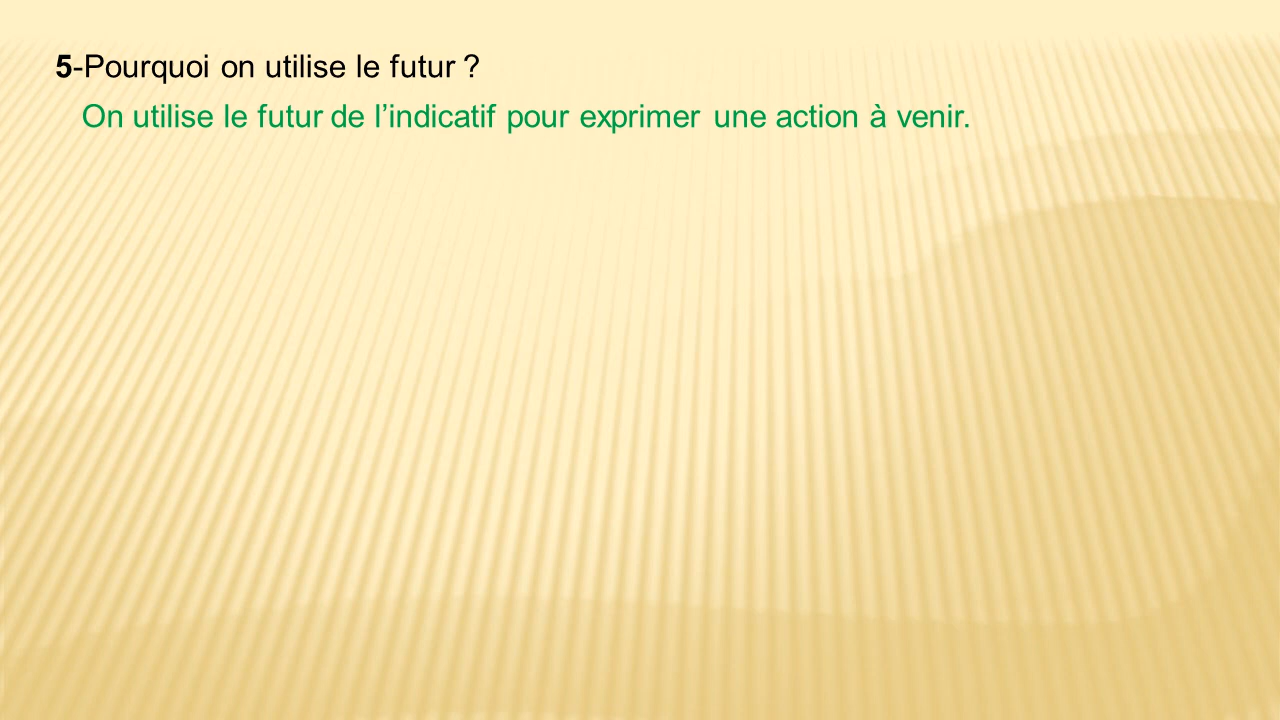 5-Pourquoi on utilise le futur ?
On utilise le futur de l’indicatif pour exprimer une action à venir.